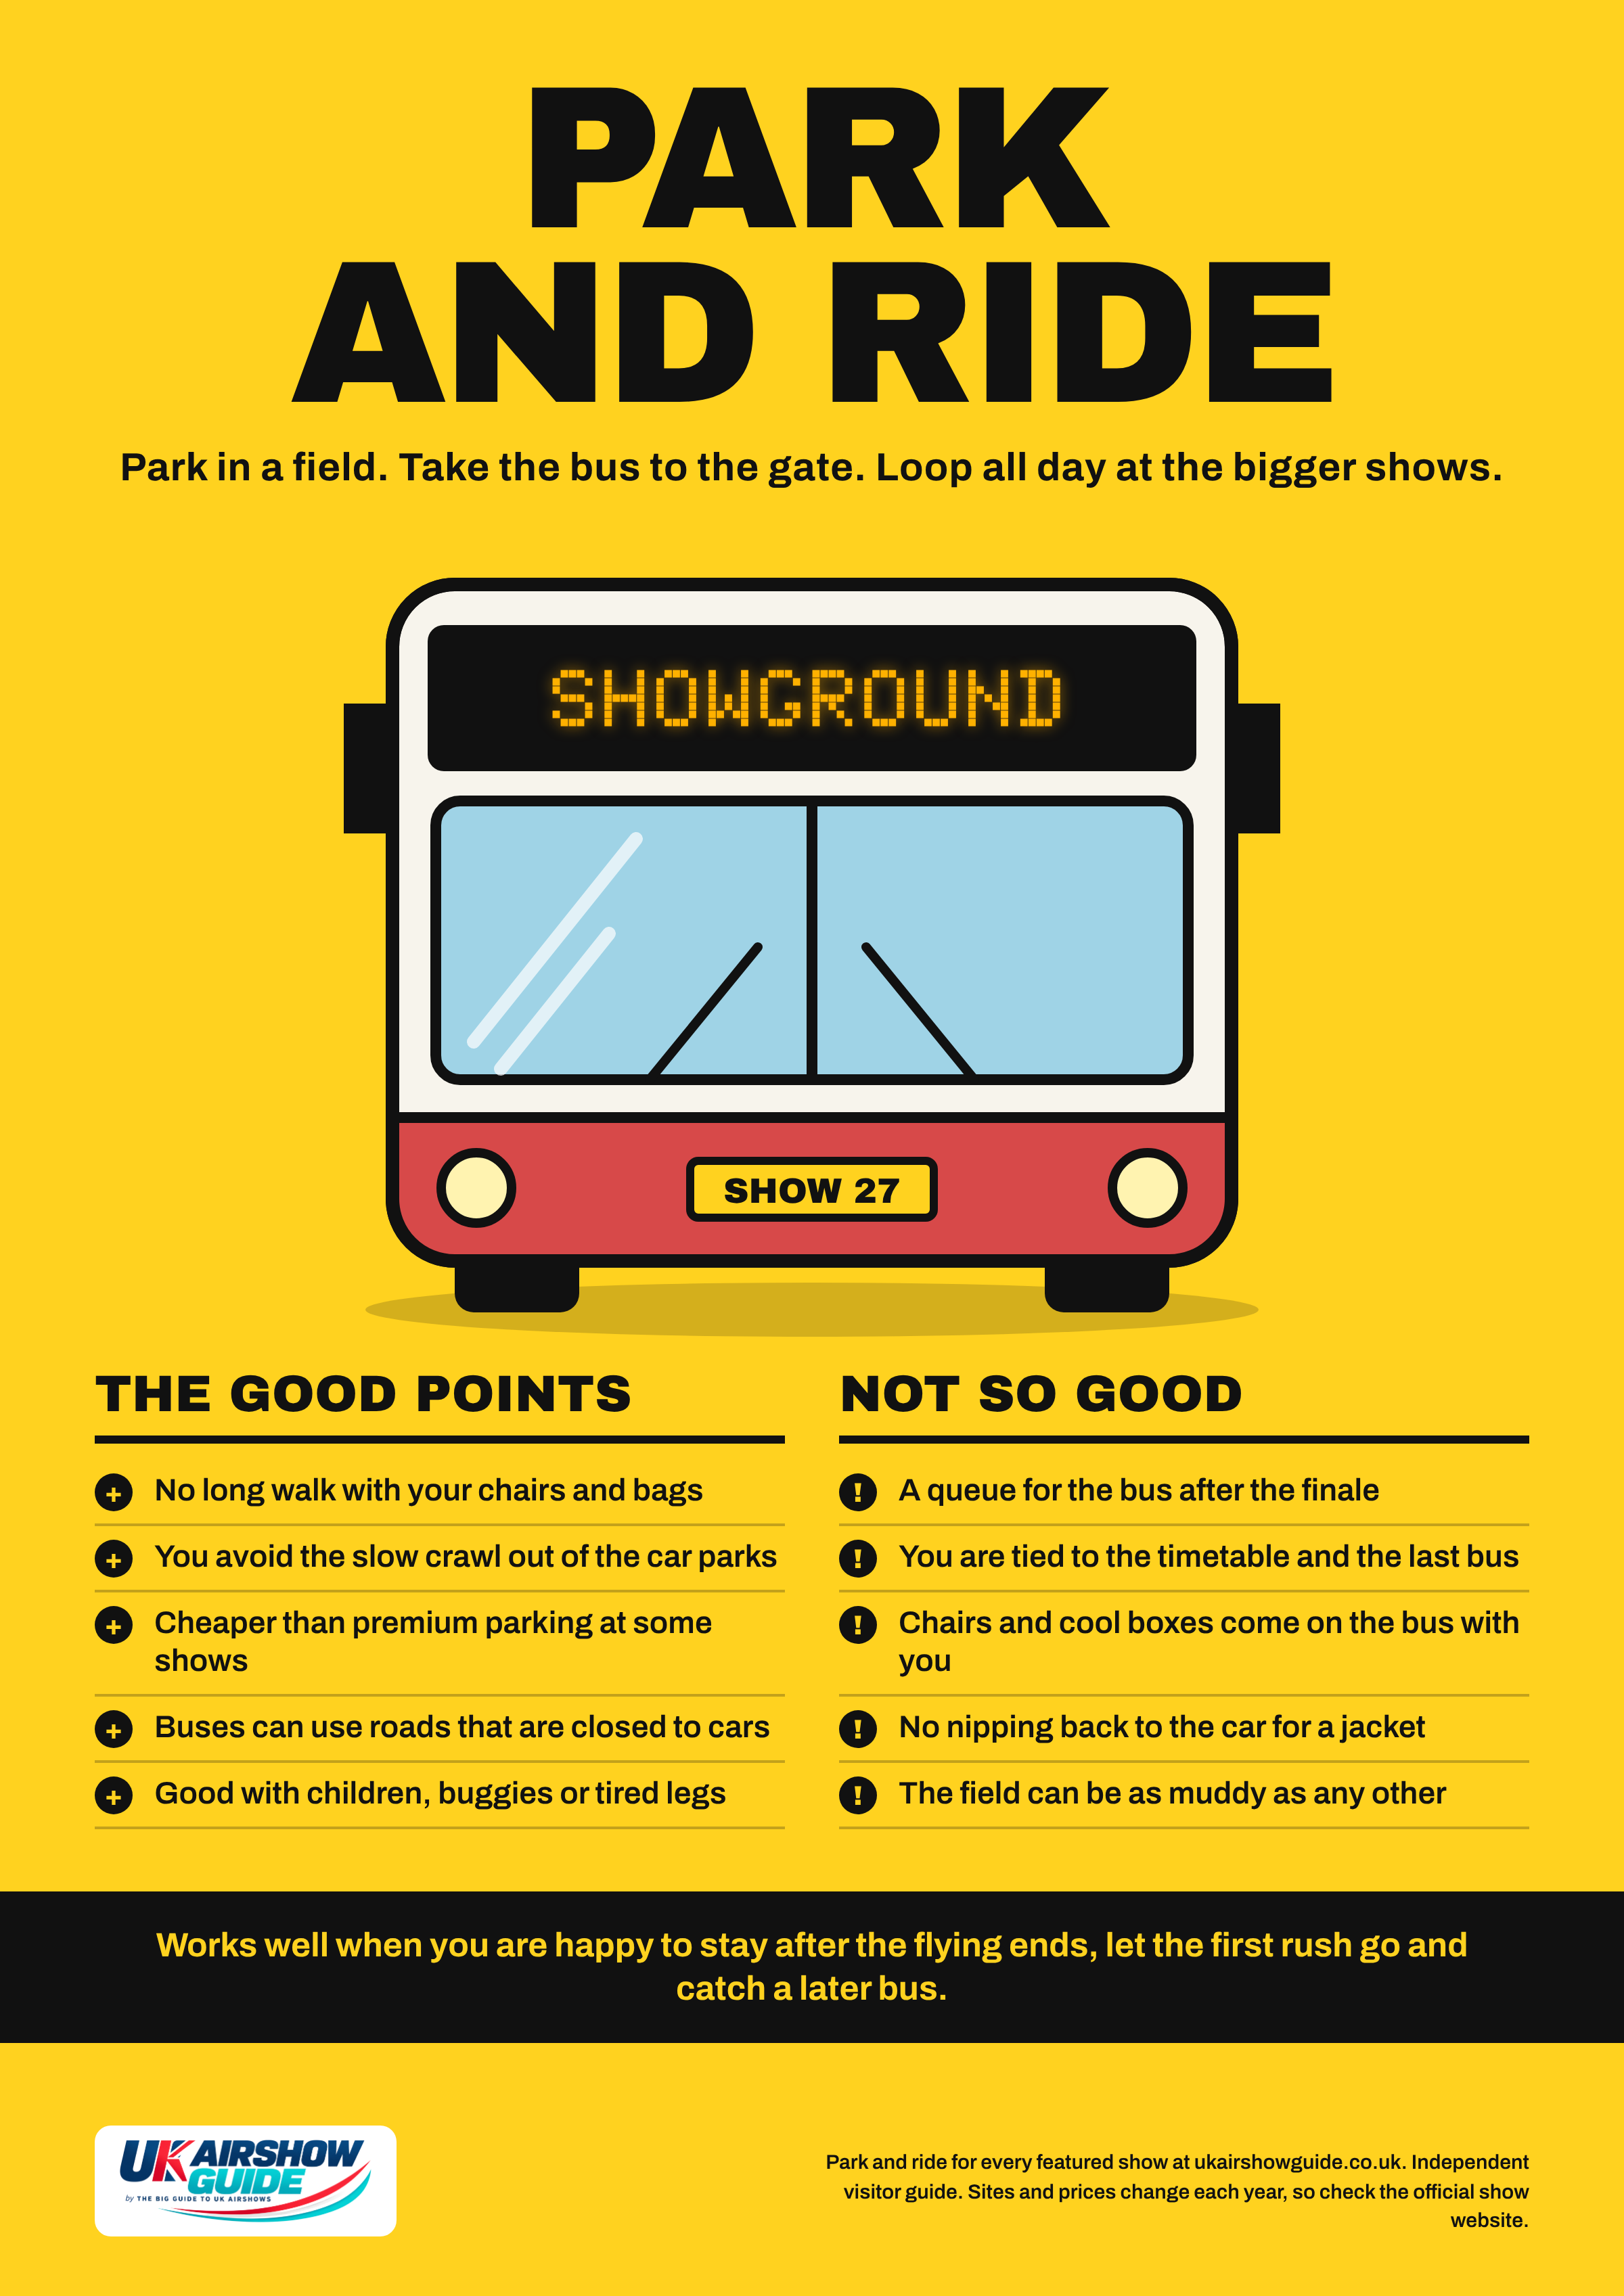 PARK
AND RIDE
Park in a field. Take the bus to the gate. Loop all day at the bigger shows.
SHOWGROUND
SHOW 27
THE GOOD POINTS
+ No long walk with your chairs and bags
+ You avoid the slow crawl out of the car parks
+ Cheaper than premium parking at some
shows
+ Buses can use roads that are closed to cars
+ Good with children, buggies or tired legs
NOT SO GOOD
! A queue for the bus after the finale
! You are tied to the timetable and the last bus
! Chairs and cool boxes come on the bus with
you
! No nipping back to the car for a jacket
! The field can be as muddy as any other
Works well when you are happy to stay after the flying ends, let the first rush go and
catch a later bus.
UK AIRSHOW
GUIDE
by THE BIG GUIDE TO UK AIRSHOWS
Park and ride for every featured show at ukairshowguide.co.uk. Independent
visitor guide. Sites and prices change each year, so check the official show
website.